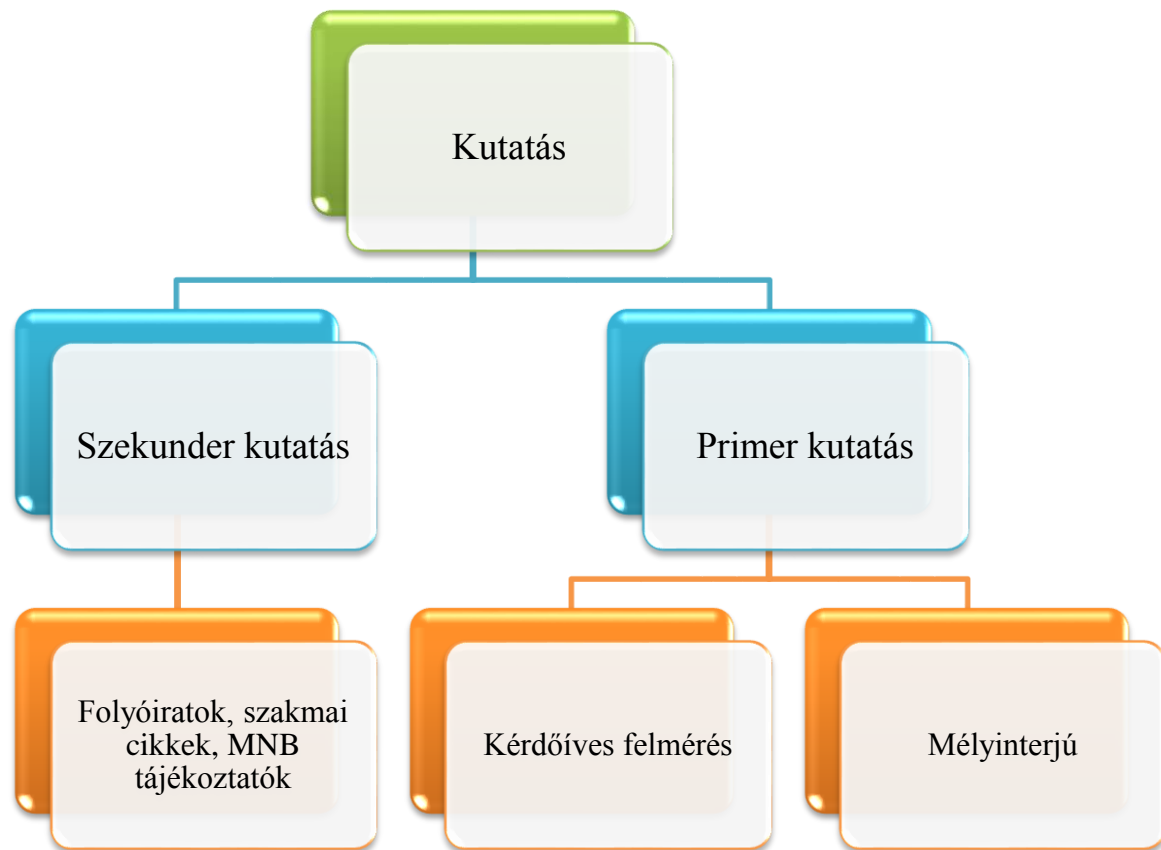 Kutatás
Szekunder kutatás
Primer kutatás
Folyóiratok, szakmai
cikkek, MNB
tájékoztatók
Kérdőíves felmérés
Mélyinterjú